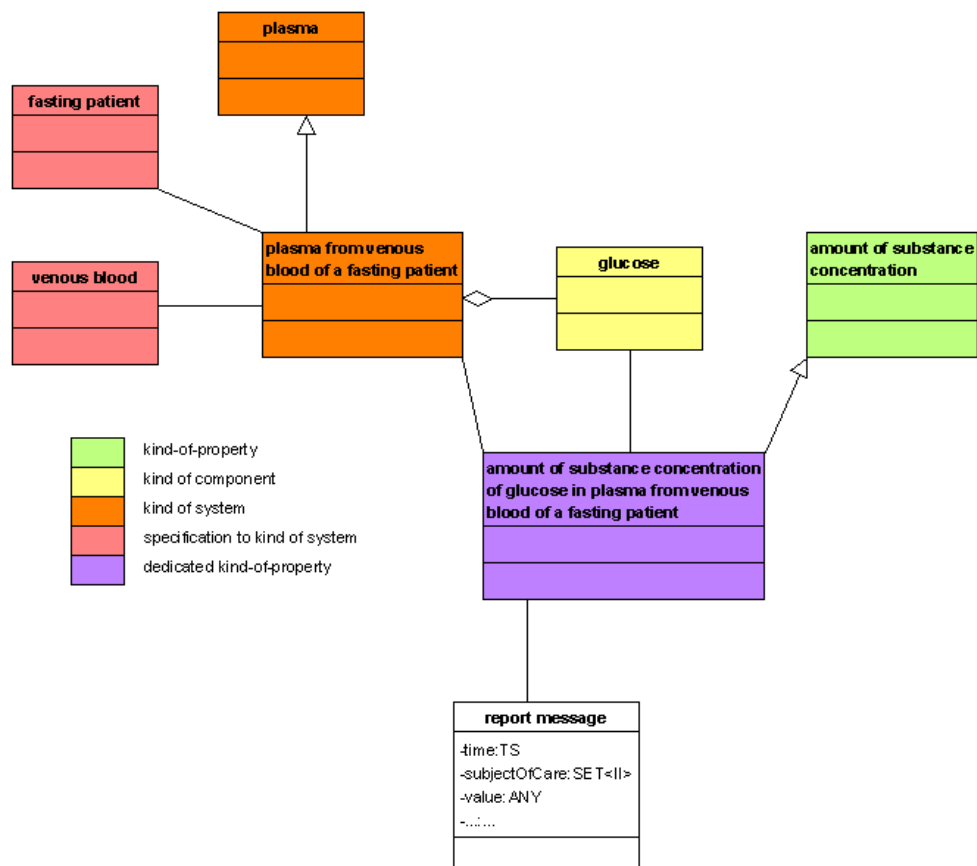 plasma
fasting patient
plasma from venous
blood of a fasting patient
glucose
amount of substance
concentration
venous blood
kind-of-property
kind of component
kind of system
specification to kind of system
dedicated kind-of-property
amount of substance concentration
of glucose in plasma from venous
blood of a fasting patient
report message
-time:TS
-subjectOfCare: SET<II>
-value: ANY
-...:...